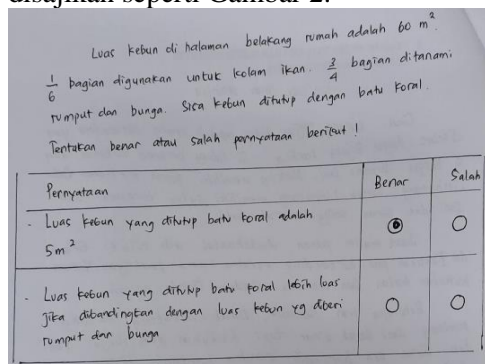 disajikan seperti Gambar 2.
Luas kebun di halaman belakang rumah adalah 60 m².
1/6 bagian digunakan untuk kolam ikan. 3/4 bagian ditanami
rumput dan bunga. Sisa kebun ditutup dengan batu koral.
Tentukan benar atau salah pernyataan berikut !
Pernyataan Benar Salah
- Luas kebun yang ditutup batu koral adalah
5m²
- Luas kebun yang ditutup batu koral lebih luas
jika dibandingkan dengan luas kebun yg diberi
rumput dan bunga